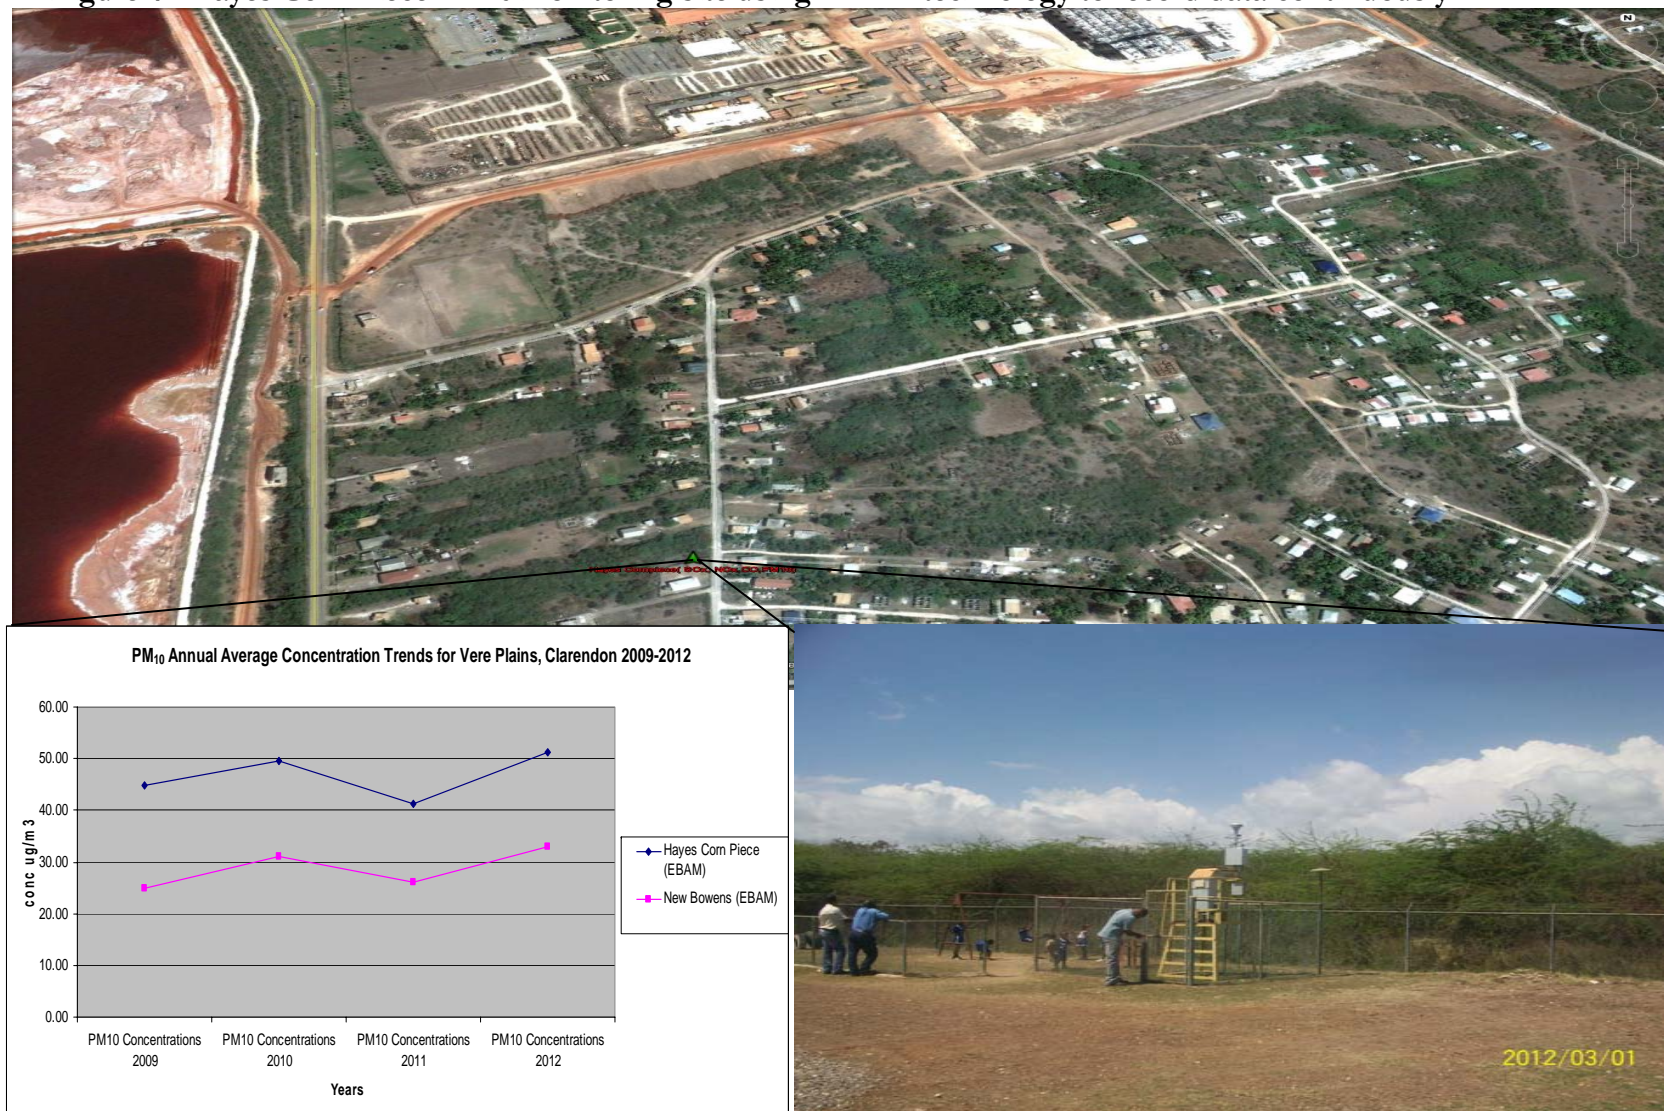 PM₁₀ Annual Average Concentration Trends for Vere Plains, Clarendon 2009-2012
60.00
50.00
40.00
30.00
20.00
10.00
0.00
conc ug/m3
PM10 Concentrations
2009
PM10 Concentrations
2010
PM10 Concentrations
2011
PM10 Concentrations
2012
Years
Hayes Corn Piece
(EBAM)
New Bowens (EBAM)
2012/03/01